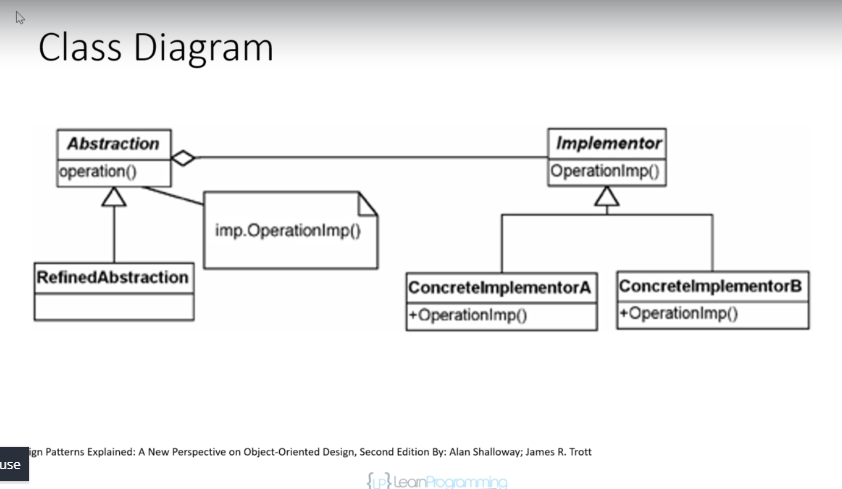 Class Diagram
Abstraction
operation()
Implementor
OperationImp()
imp.OperationImp()
RefinedAbstraction
ConcreteImplementorA
+OperationImp()
ConcreteImplementorB
+OperationImp()
ign Patterns Explained: A New Perspective on Object-Oriented Design, Second Edition By: Alan Shalloway; James R. Trott
use
{LP} LearnProgramming